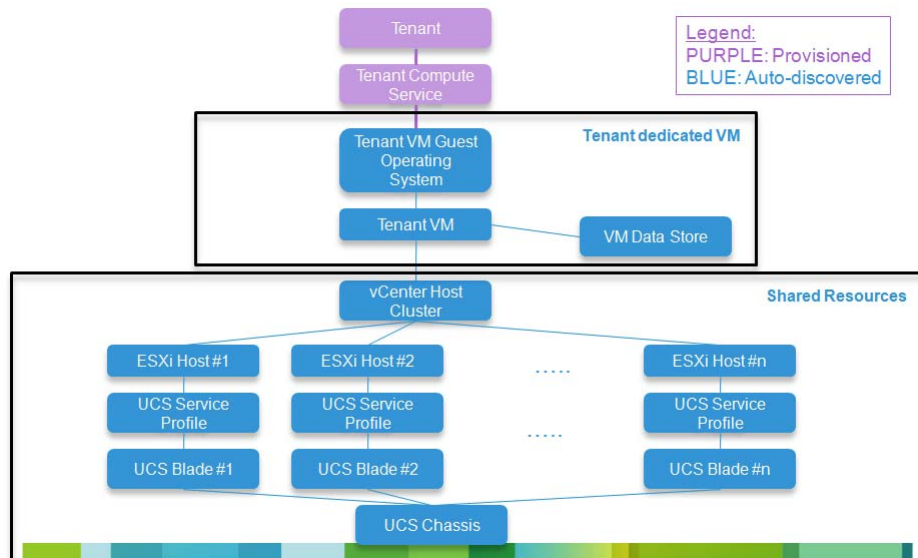 Tenant
Legend:
PURPLE: Provisioned
BLUE: Auto-discovered
Tenant Compute
Service
Tenant dedicated VM
Tenant VM Guest
Operating
System
Tenant VM
VM Data Store
Shared Resources
vCenter Host
Cluster
ESXi Host #1
ESXi Host #2
.....
ESXi Host #n
UCS Service
Profile
UCS Service
Profile
.....
UCS Service
Profile
UCS Blade #1
UCS Blade #2
UCS Blade #n
UCS Chassis